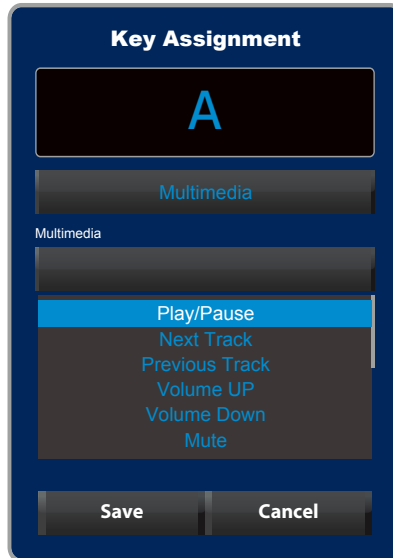 Key Assignment
A
Multimedia
Multimedia
Play/Pause
Next Track
Previous Track
Volume UP
Volume Down
Mute
Save Cancel